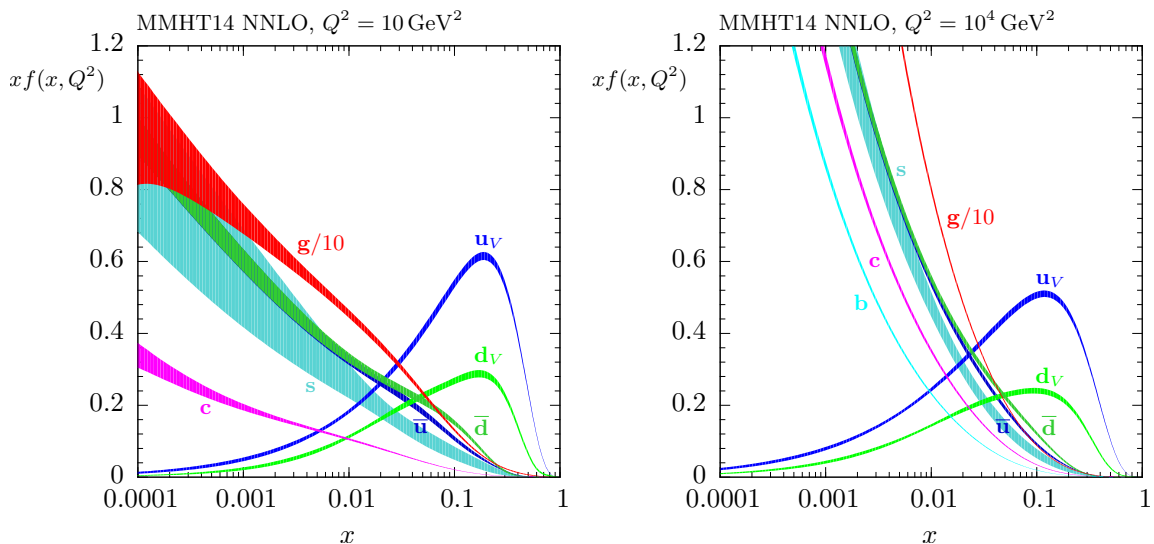 MMHT14 NNLO, Q² = 10 GeV²
xf(x, Q²)
1.2
1
0.8
0.6
0.4
0.2
0
g/10
u_V
d_V
s
c
u̅
d̅
0.0001
0.001
0.01
0.1
1
x
MMHT14 NNLO, Q² = 10⁴ GeV²
xf(x, Q²)
1.2
1
0.8
0.6
0.4
0.2
0
s
g/10
c
b
u_V
d_V
u̅
d̅
0.0001
0.001
0.01
0.1
1
x